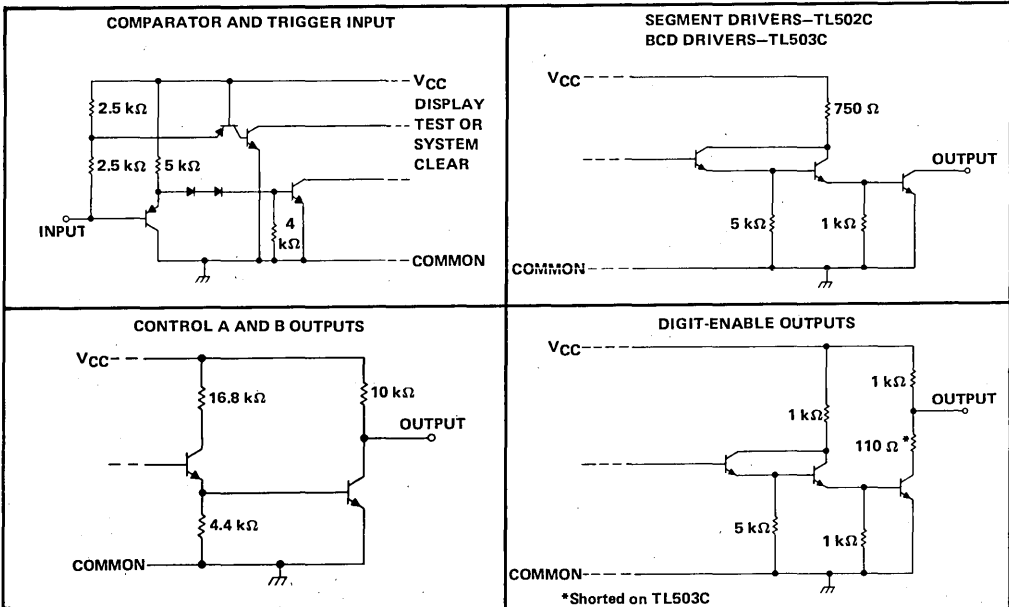 COMPARATOR AND TRIGGER INPUT
VCC
DISPLAY
TEST OR
SYSTEM
CLEAR
2.5 kΩ
2.5 kΩ
5 kΩ
4
kΩ
INPUT
COMMON
SEGMENT DRIVERS–TL502C
BCD DRIVERS–TL503C
VCC
750 Ω
OUTPUT
5 kΩ
1 kΩ
COMMON
CONTROL A AND B OUTPUTS
VCC
16.8 kΩ
10 kΩ
OUTPUT
4.4 kΩ
COMMON
DIGIT-ENABLE OUTPUTS
VCC
1 kΩ
OUTPUT
1 kΩ
110 Ω*
5 kΩ
1 kΩ
COMMON
*Shorted on TL503C